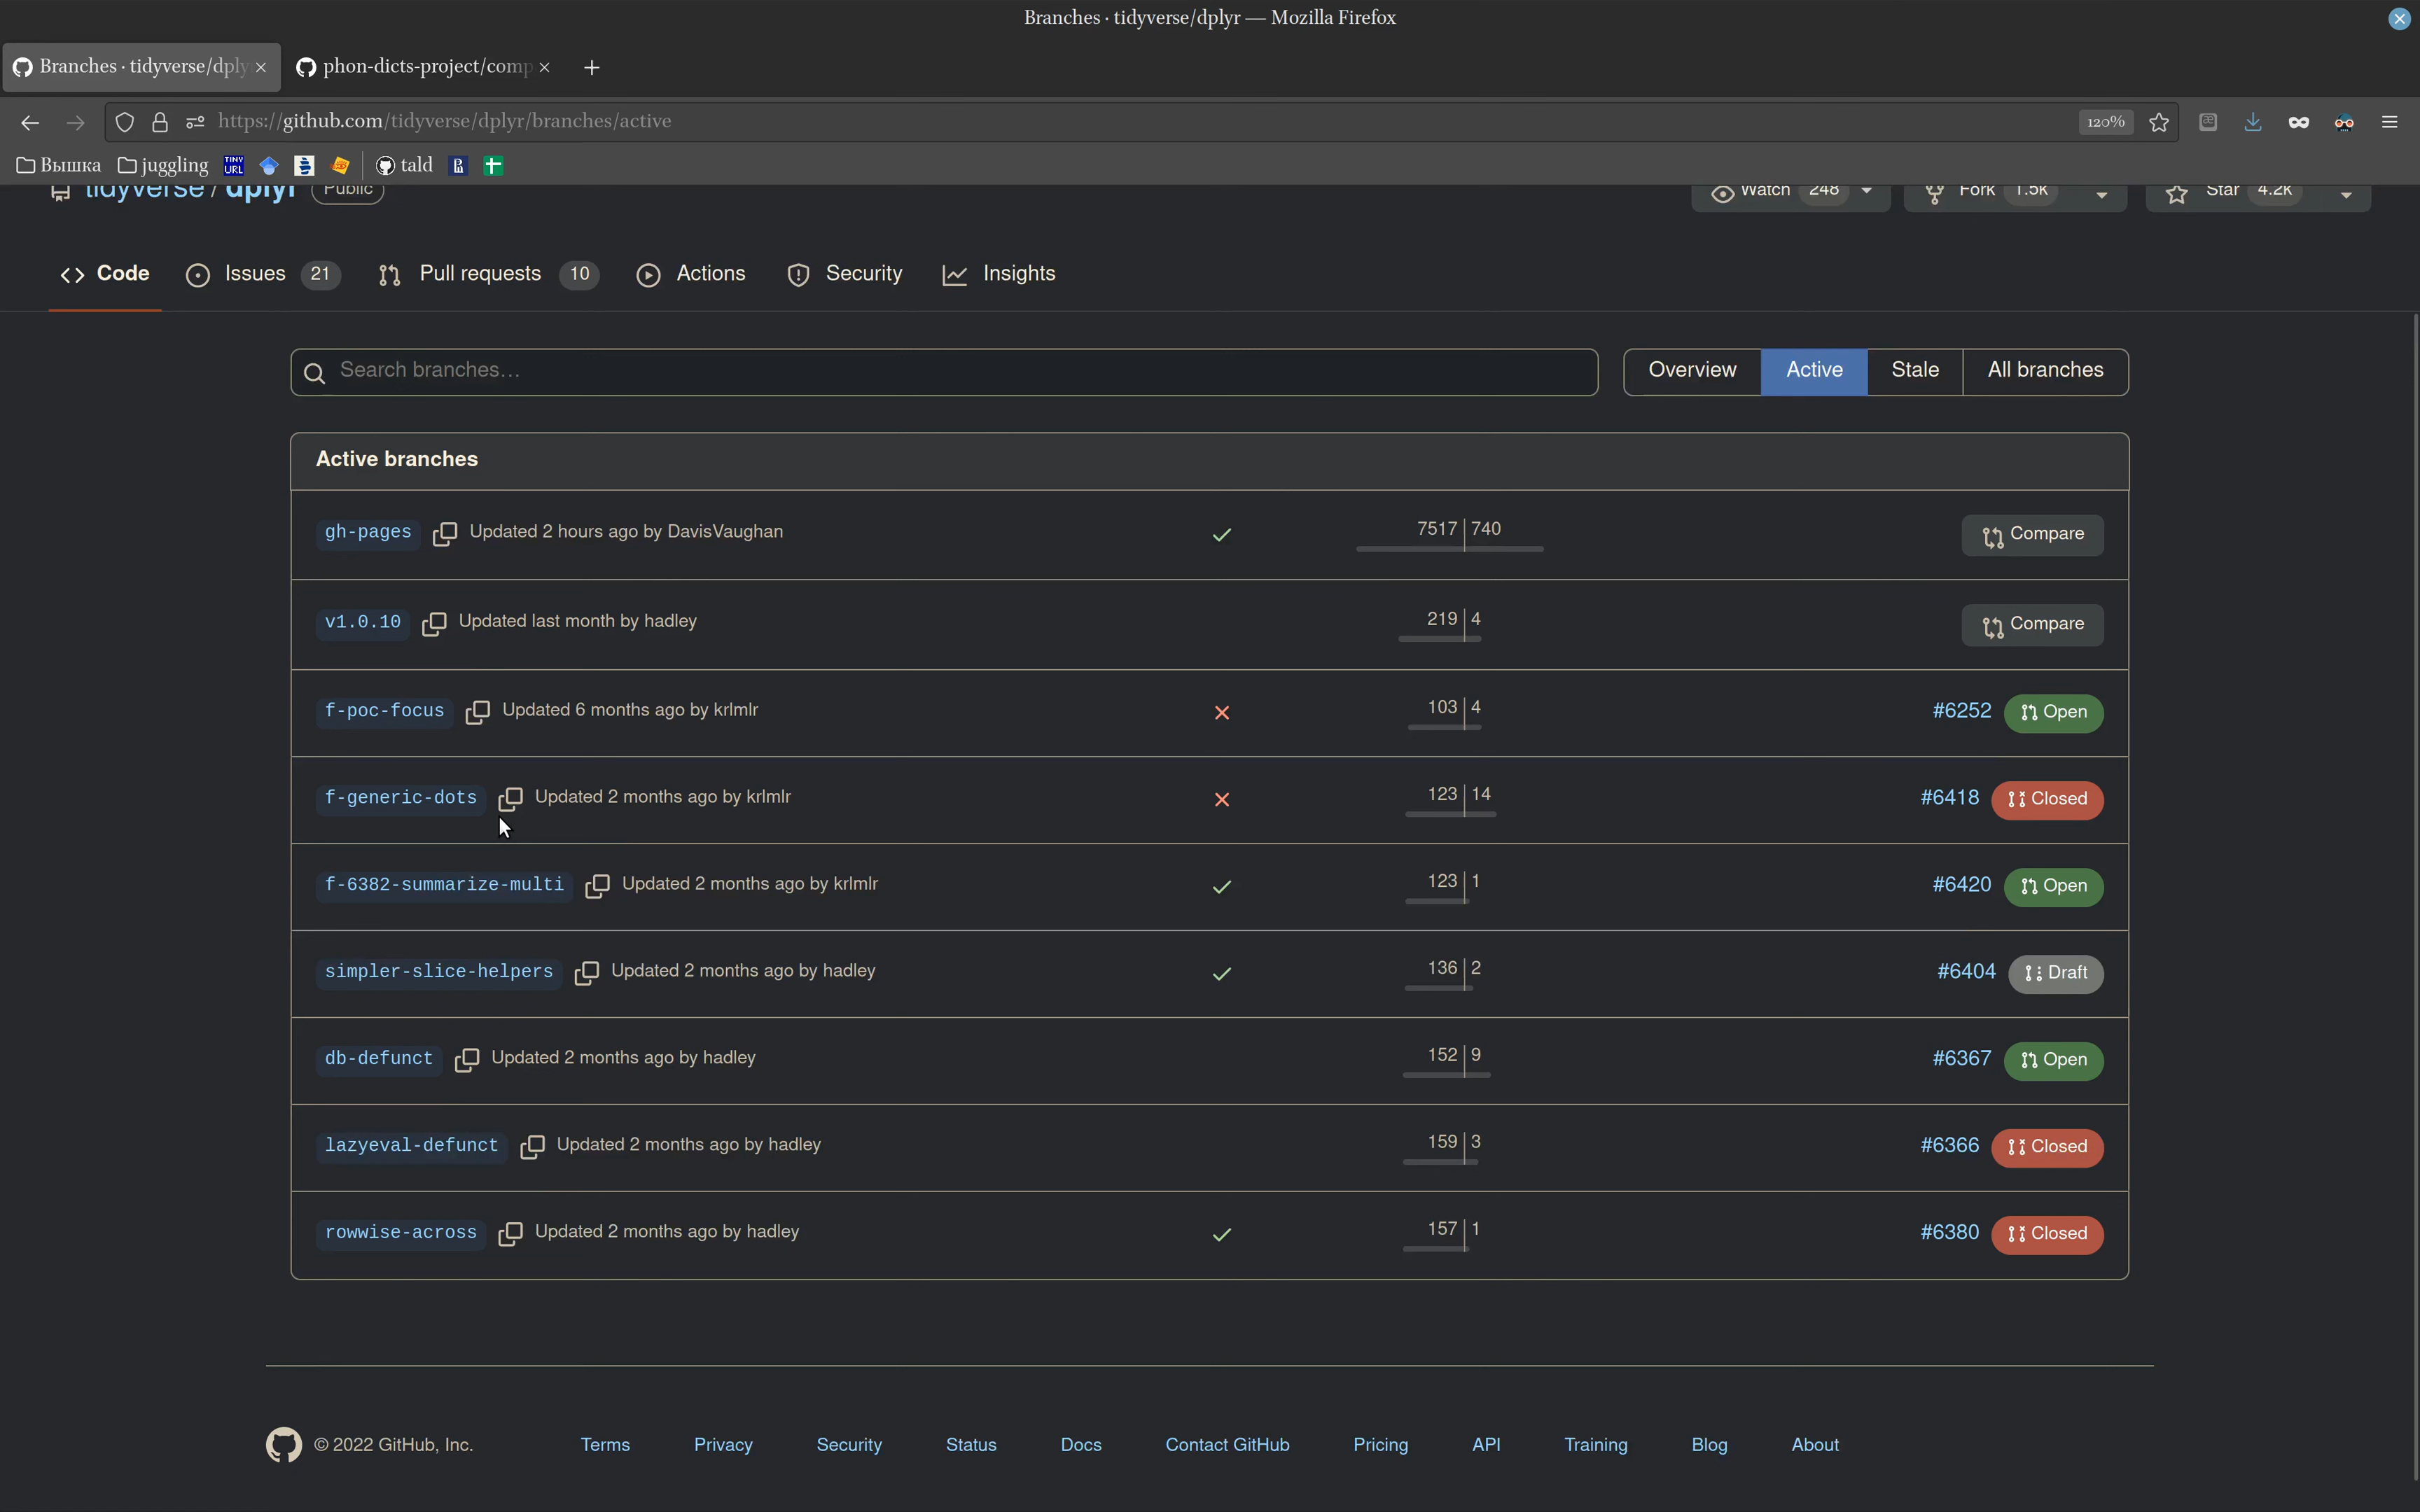 Branches · tidyverse/dplyr — Mozilla Firefox
Branches · tidyverse/dply
phon-dicts-project/comp
https://github.com/tidyverse/dplyr/branches/active
120%
Вышка juggling TINY URL tald
tidyverse / dplyr Public
Watch 248 Fork 1.5k Star 4.2k
Code Issues 21 Pull requests 10 Actions Security Insights
Search branches…
Overview Active Stale All branches
Active branches
gh-pages Updated 2 hours ago by DavisVaughan 7517 740 Compare
v1.0.10 Updated last month by hadley 219 4 Compare
f-poc-focus Updated 6 months ago by krlmlr 103 4 #6252 Open
f-generic-dots Updated 2 months ago by krlmlr 123 14 #6418 Closed
f-6382-summarize-multi Updated 2 months ago by krlmlr 123 1 #6420 Open
simpler-slice-helpers Updated 2 months ago by hadley 136 2 #6404 Draft
db-defunct Updated 2 months ago by hadley 152 9 #6367 Open
lazyeval-defunct Updated 2 months ago by hadley 159 3 #6366 Closed
rowwise-across Updated 2 months ago by hadley 157 1 #6380 Closed
© 2022 GitHub, Inc. Terms Privacy Security Status Docs Contact GitHub Pricing API Training Blog About